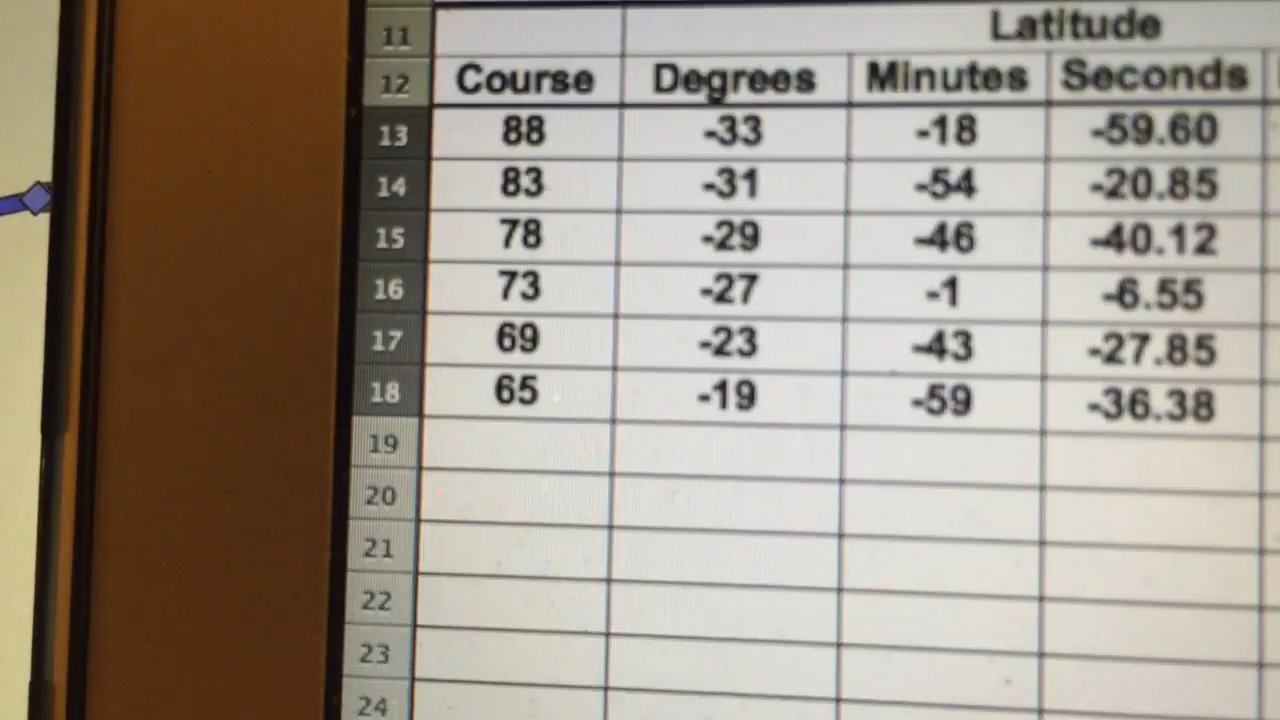 11 Latitude
12 Course Degrees Minutes Seconds
13 88 -33 -18 -59.60
14 83 -31 -54 -20.85
15 78 -29 -46 -40.12
16 73 -27 -1 -6.55
17 69 -23 -43 -27.85
18 65 -19 -59 -36.38
19
20
21
22
23
24